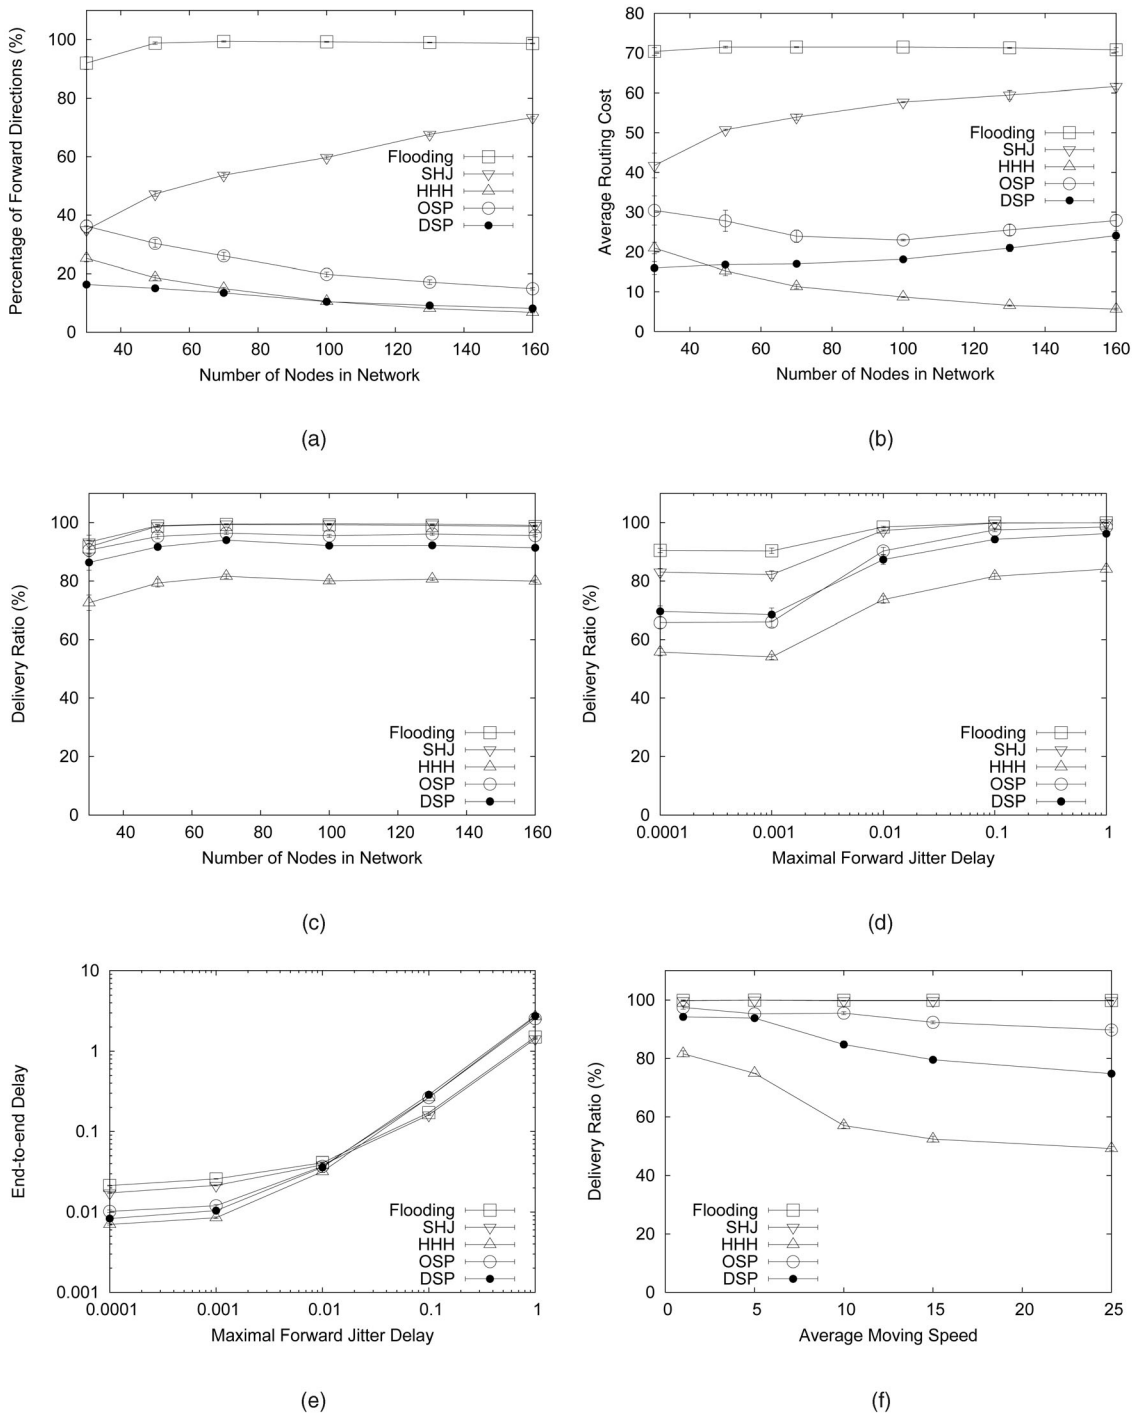 Percentage of Forward Directions (%)
100
80
60
40
20
0
Flooding
SHJ
HHH
OSP
DSP
40 60 80 100 120 140 160
Number of Nodes in Network
(a)
Average Routing Cost
80
70
60
50
40
30
20
10
0
Flooding
SHJ
HHH
OSP
DSP
40 60 80 100 120 140 160
Number of Nodes in Network
(b)
Delivery Ratio (%)
100
80
60
40
20
0
Flooding
SHJ
HHH
OSP
DSP
40 60 80 100 120 140 160
Number of Nodes in Network
(c)
Delivery Ratio (%)
100
80
60
40
20
0
Flooding
SHJ
HHH
OSP
DSP
0.0001 0.001 0.01 0.1 1
Maximal Forward Jitter Delay
(d)
End-to-end Delay
10
1
0.1
0.01
0.001
Flooding
SHJ
HHH
OSP
DSP
0.0001 0.001 0.01 0.1 1
Maximal Forward Jitter Delay
(e)
Delivery Ratio (%)
100
80
60
40
20
0
Flooding
SHJ
HHH
OSP
DSP
0 5 10 15 20 25
Average Moving Speed
(f)